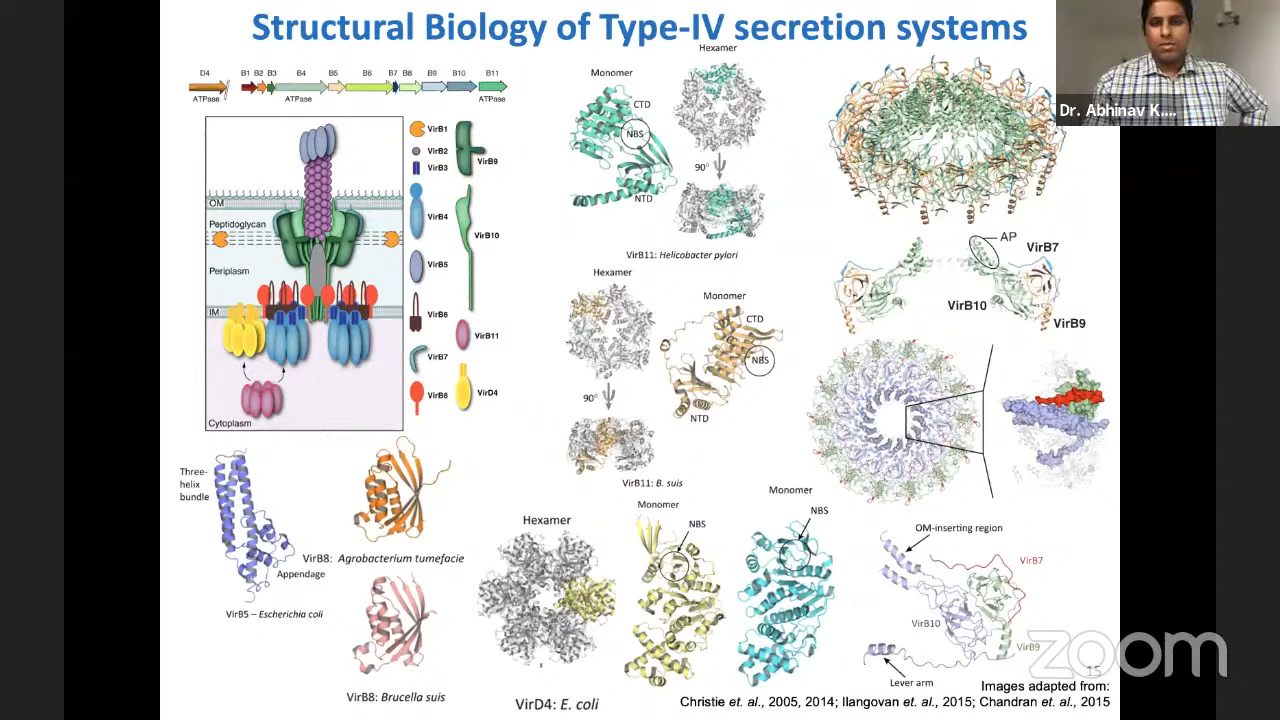 Structural Biology of Type-IV secretion systems
Dr. Abhinav K....
D4 B1 B2 B3 B4 B5 B6 B7 B8 B9 B10 B11
ATPase ATPase ATPase
OM
Peptidoglycan
Periplasm
IM
Cytoplasm
VirB1
VirB2
VirB3
VirB4
VirB5
VirB6
VirB7
VirB8
VirB9
VirB10
VirB11
VirD4
Three-
helix
bundle
Appendage
VirB5 – Escherichia coli
VirB8: Agrobacterium tumefacie
VirB8: Brucella suis
Monomer
Hexamer
CTD
NBS
NTD
90°
VirB11: Helicobacter pylori
Hexamer
Monomer
CTD
NBS
NTD
90°
VirB11: B. suis
Hexamer
Monomer
NBS
Monomer
NBS
VirD4: E. coli
AP
VirB7
VirB10
VirB9
OM-inserting region
VirB7
VirB10
VirB9
Lever arm
zoom
15
Images adapted from:
Christie et. al., 2005, 2014; Ilangovan et. al., 2015; Chandran et. al., 2015